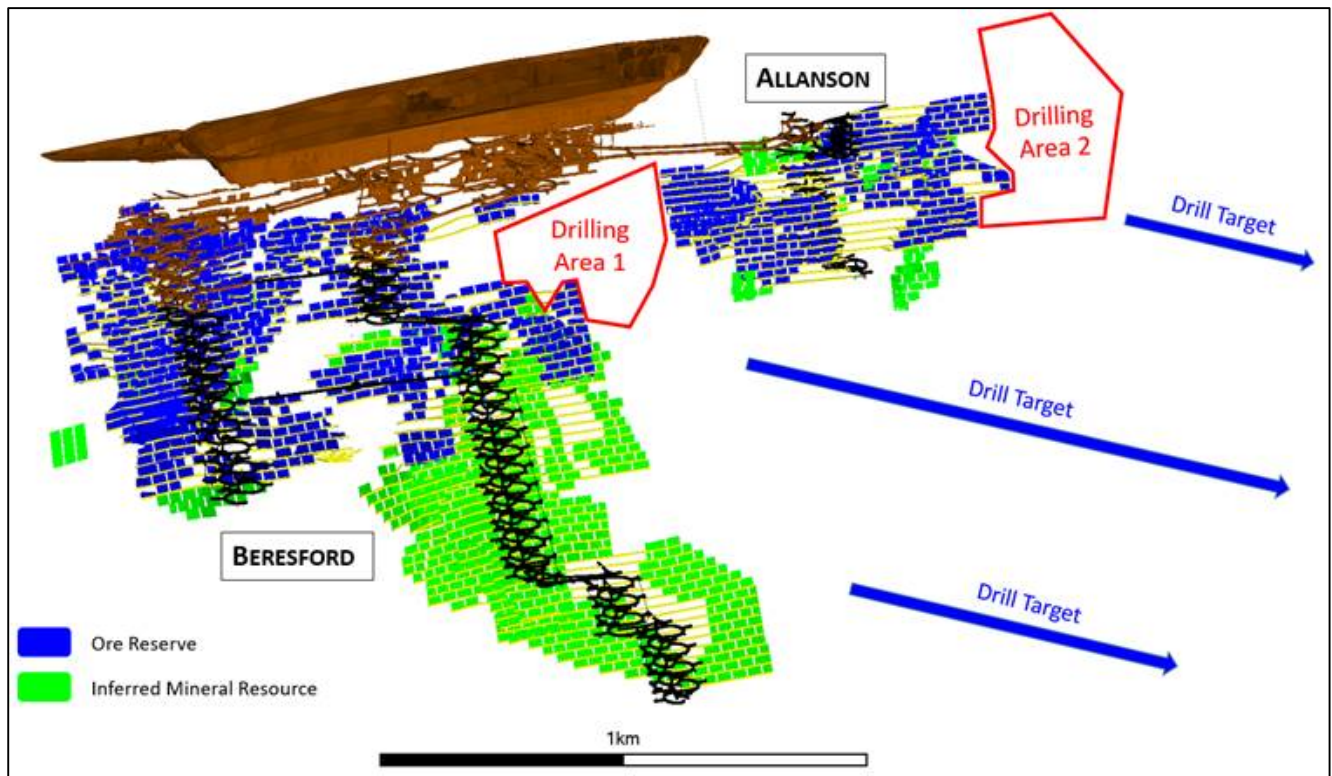 ALLANSON
Drilling
Area 2
Drilling
Area 1
Drill Target
Drill Target
BERESFORD
Drill Target
Ore Reserve
Inferred Mineral Resource
1km